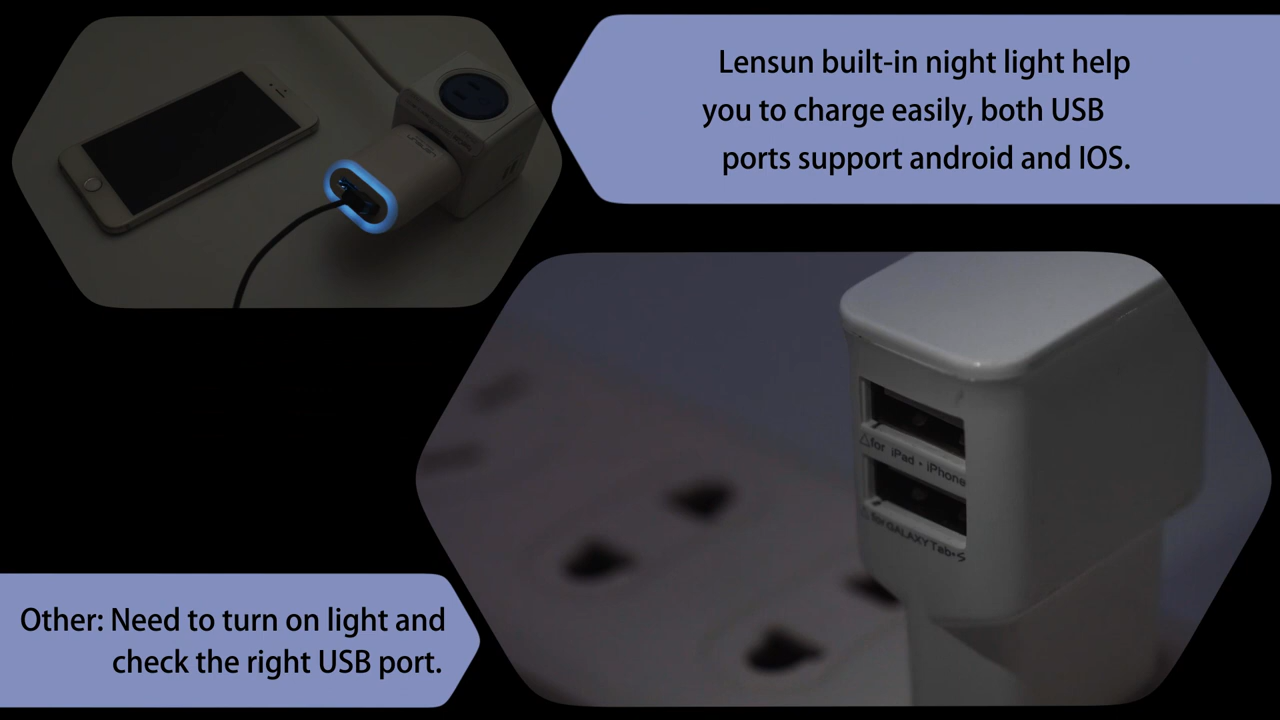 Lensun built-in night light help
you to charge easily, both USB
ports support android and IOS.
△for iPad · iPhone
for GALAXY Tab·S
Other: Need to turn on light and
check the right USB port.